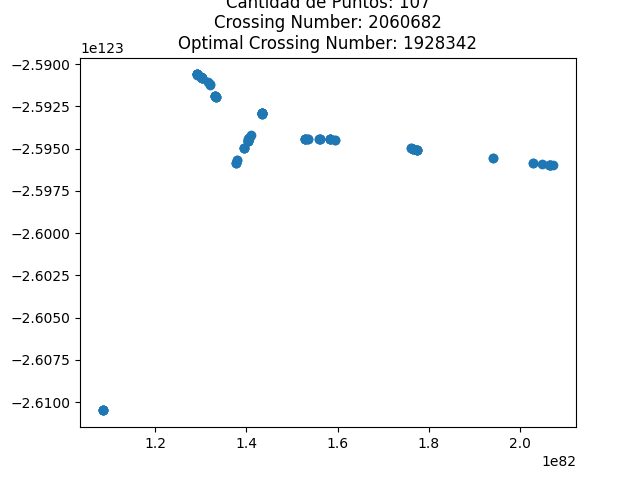 Cantidad de Puntos: 107
Crossing Number: 2060682
Optimal Crossing Number: 1928342
1e123
−2.5900
−2.5925
−2.5950
−2.5975
−2.6000
−2.6025
−2.6050
−2.6075
−2.6100
1.2 1.4 1.6 1.8 2.0
1e82